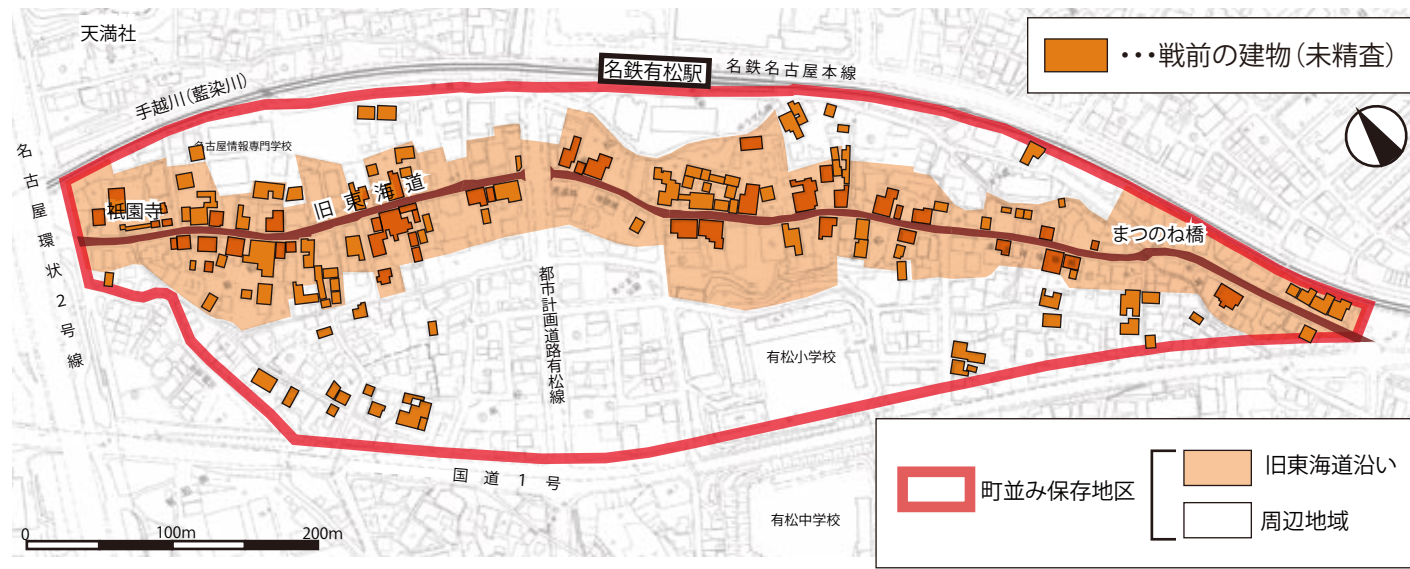 天満社
手越川(藍染川)
名鉄有松駅
名鉄名古屋本線
･･･戦前の建物(未精査)
名古屋環状2号線
名古屋情報専門学校
祇園寺
旧東海道
まつのね橋
都市計画道路有松線
有松小学校
国道1号
有松中学校
町並み保存地区
旧東海道沿い
周辺地域
0
100m
200m